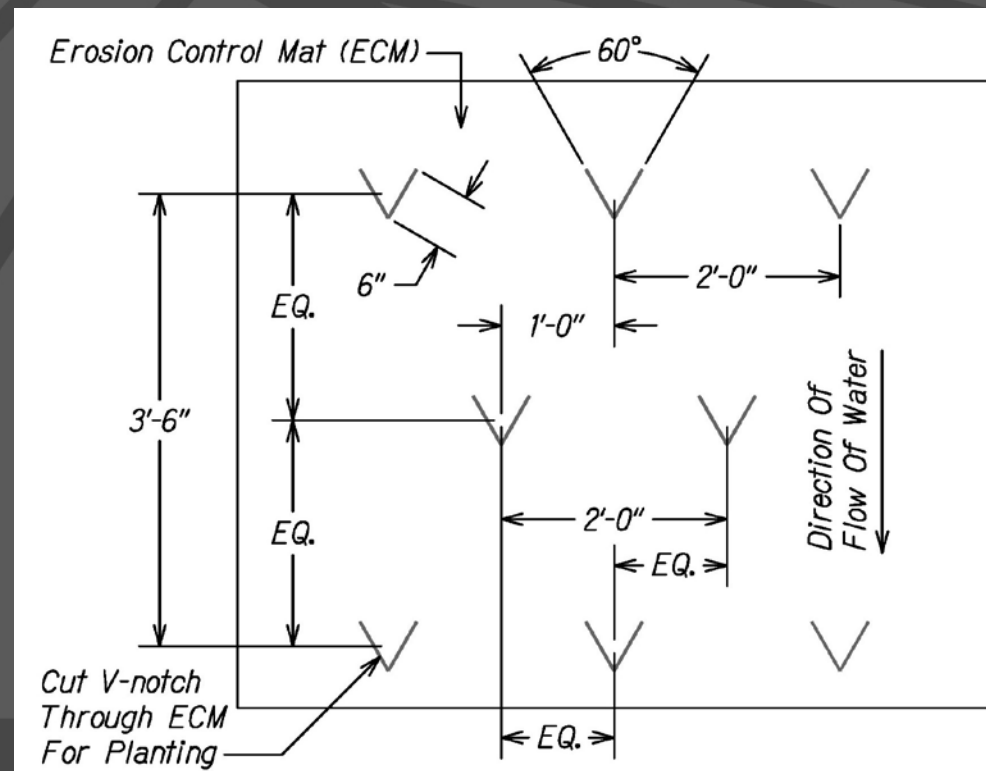 Erosion Control Mat (ECM)
60°
6"
2'-0"
EQ.
1'-0"
3'-6"
Direction Of
Flow Of Water
2'-0"
EQ.
EQ.
Cut V-notch
Through ECM
For Planting
EQ.